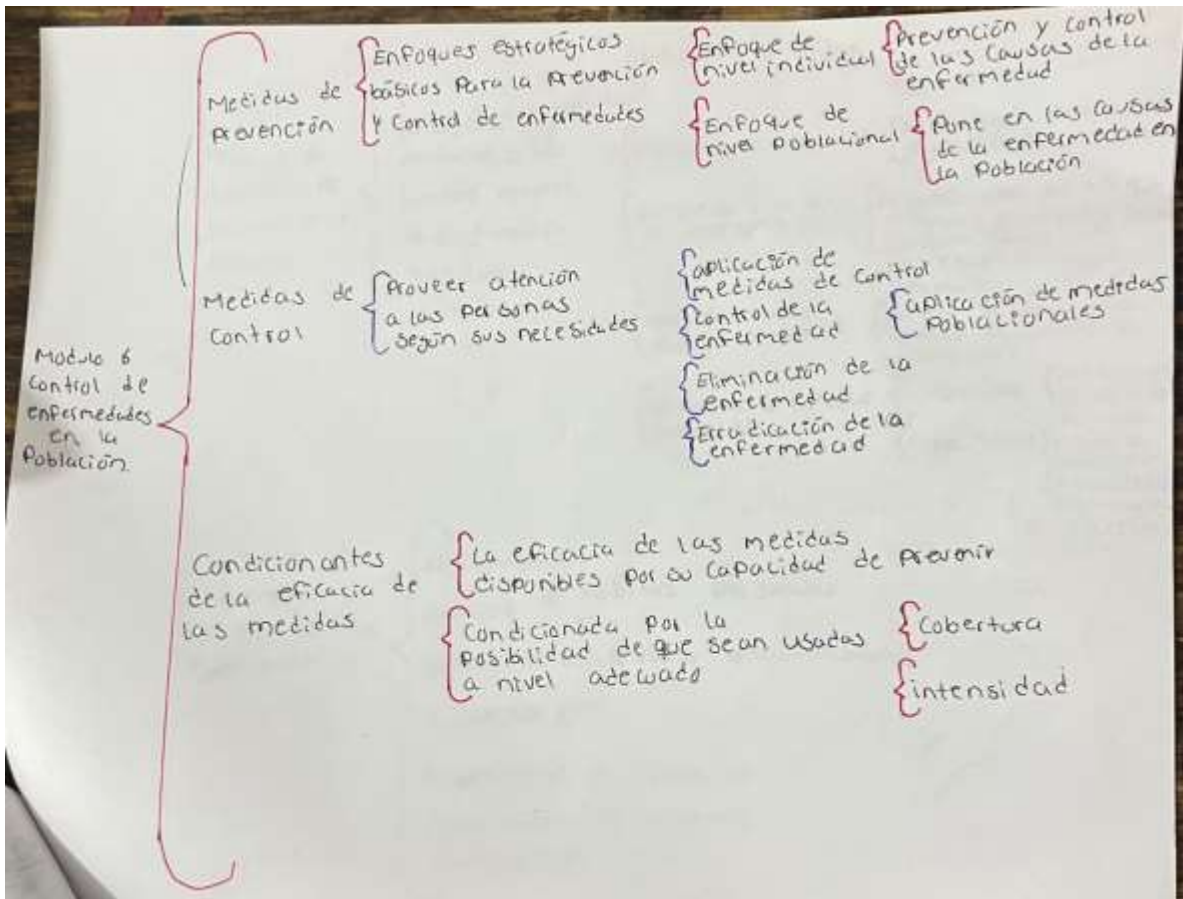 Modulo 6
Control de
enfermedades
en la
Población.
Medidas de
prevención
Enfoques estratégicos
básicos para la prevención
y control de enfermedades
Enfoque de
nivel individual
Prevención y control
de las causas de la
enfermedad
Enfoque de
nivel poblacional
Pone en las causas
de la enfermedad en
la población
Medidas de
control
Proveer atención
a las personas
según sus necesidades
aplicación de
medidas de control
Control de la
enfermedad
aplicación de medidas
poblacionales
Eliminación de la
enfermedad
Erradicación de la
enfermedad
Condicionantes
de la eficacia de
las medidas
La eficacia de las medidas
disponibles por su capacidad de prevenir
Condicionada por la
posibilidad de que sean usadas
a nivel adecuado
Cobertura
intensidad